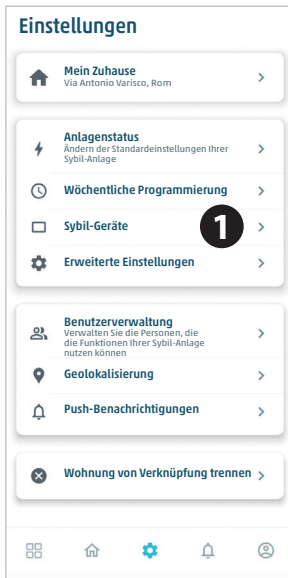 Einstellungen
Mein Zuhause
Via Antonio Varisco, Rom
Anlagenstatus
Ändern der Standardeinstellungen Ihrer
Sybil-Anlage
Wöchentliche Programmierung
Sybil-Geräte
1
Erweiterte Einstellungen
Benutzerverwaltung
Verwalten Sie die Personen, die
die Funktionen Ihrer Sybil-Anlage
nutzen können
Geolokalisierung
Push-Benachrichtigungen
Wohnung von Verknüpfung trennen